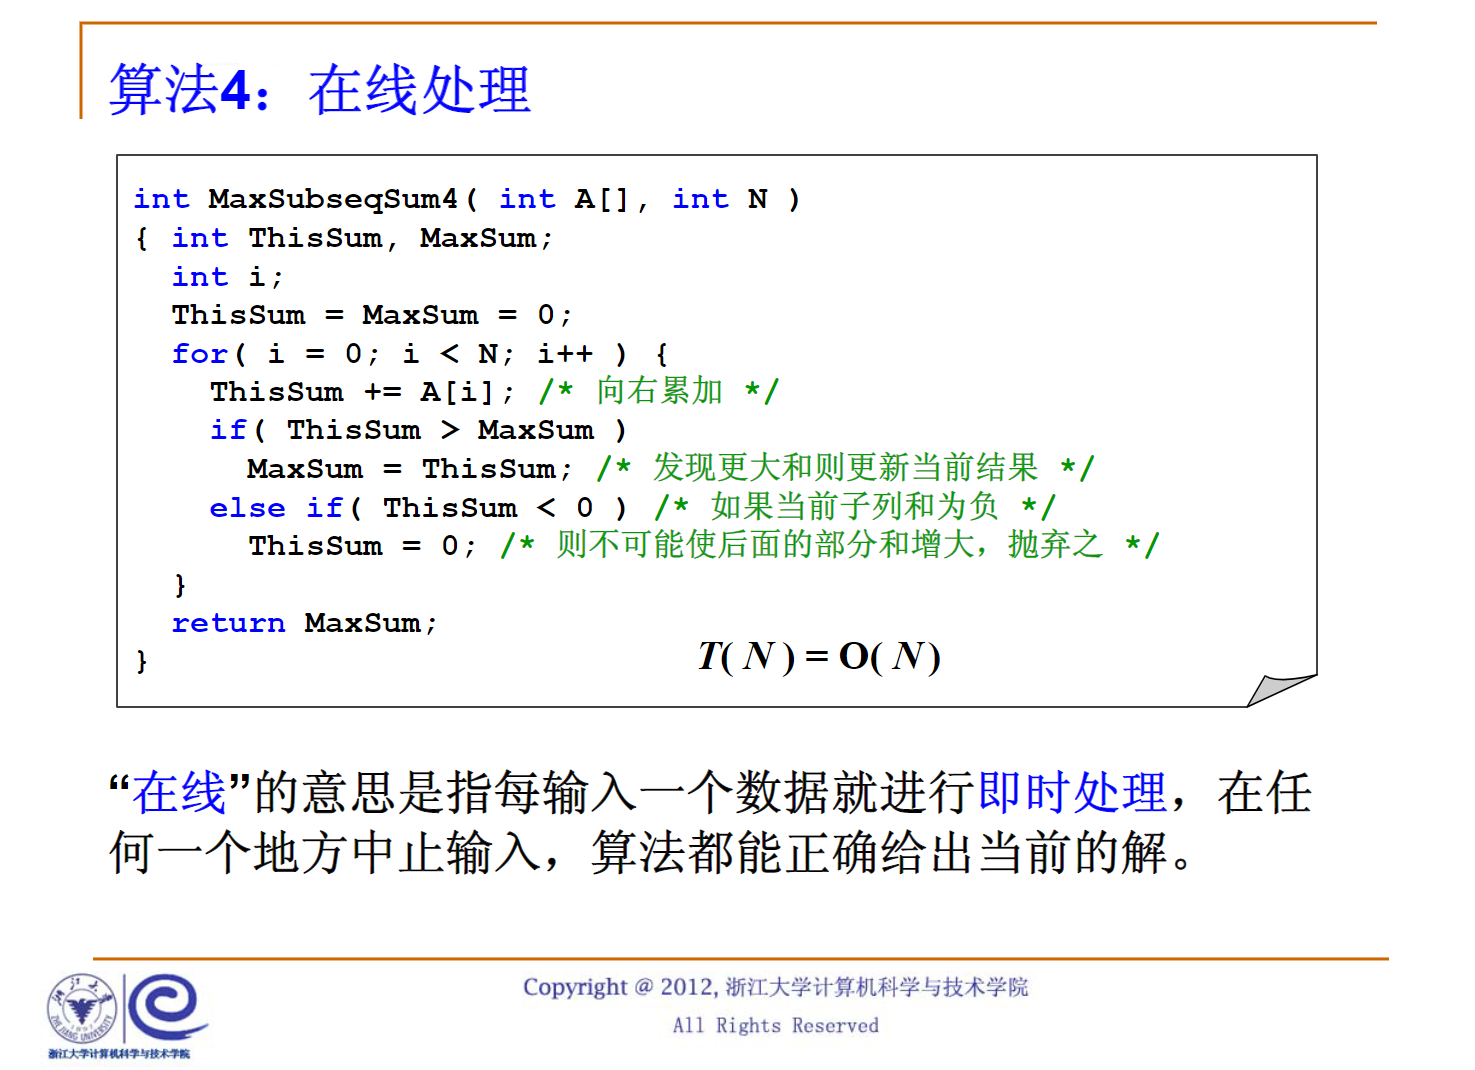 算法4：在线处理
int MaxSubseqSum4( int A[], int N )
{ int ThisSum, MaxSum;
int i;
ThisSum = MaxSum = 0;
for( i = 0; i < N; i++ ) {
ThisSum += A[i]; /* 向右累加 */
if( ThisSum > MaxSum )
MaxSum = ThisSum; /* 发现更大和则更新当前结果 */
else if( ThisSum < 0 ) /* 如果当前子列和为负 */
ThisSum = 0; /* 则不可能使后面的部分和增大，抛弃之 */
}
return MaxSum;
}
T( N ) = O( N )
“在线”的意思是指每输入一个数据就进行即时处理，在任
何一个地方中止输入，算法都能正确给出当前的解。
Copyright @ 2012, 浙江大学计算机科学与技术学院
All Rights Reserved
浙江大学
1897
ZHEJIANG UNIVERSITY
浙江大学计算机科学与技术学院